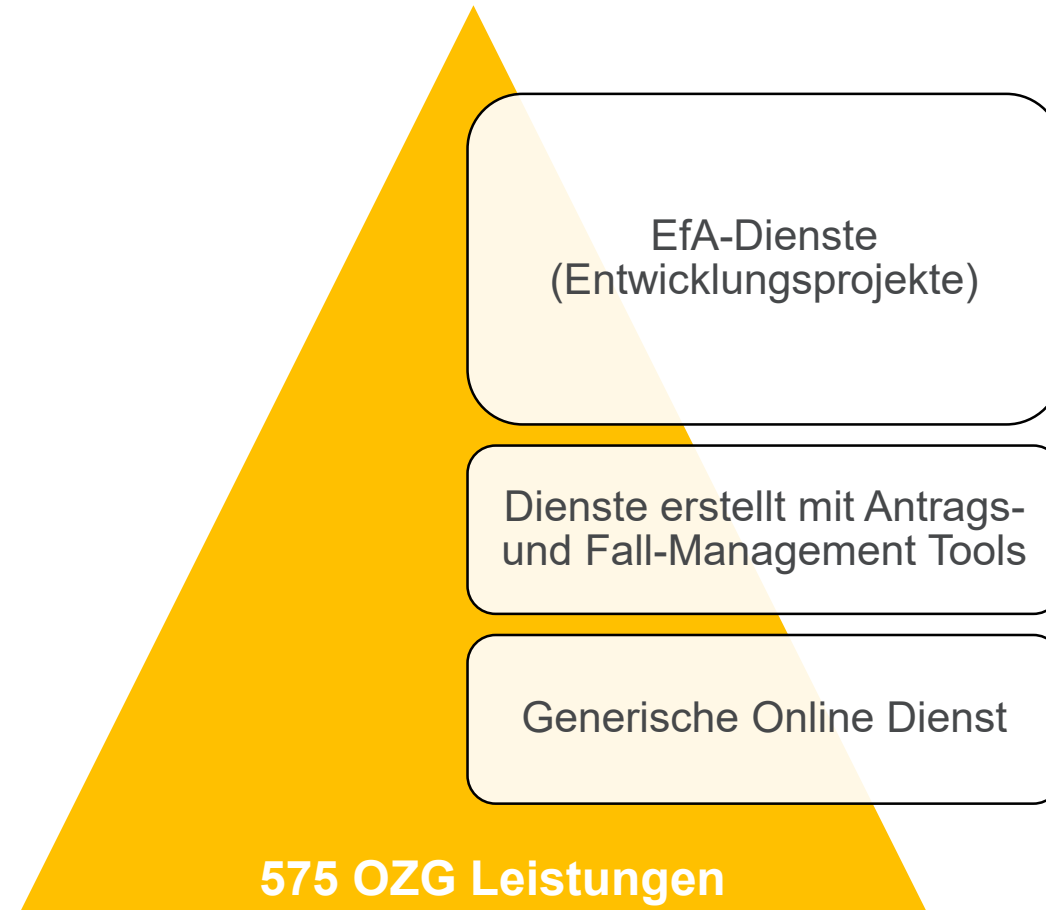 EfA-Dienste
(Entwicklungsprojekte)
Dienste erstellt mit Antrags-
und Fall-Management Tools
Generische Online Dienst
575 OZG Leistungen